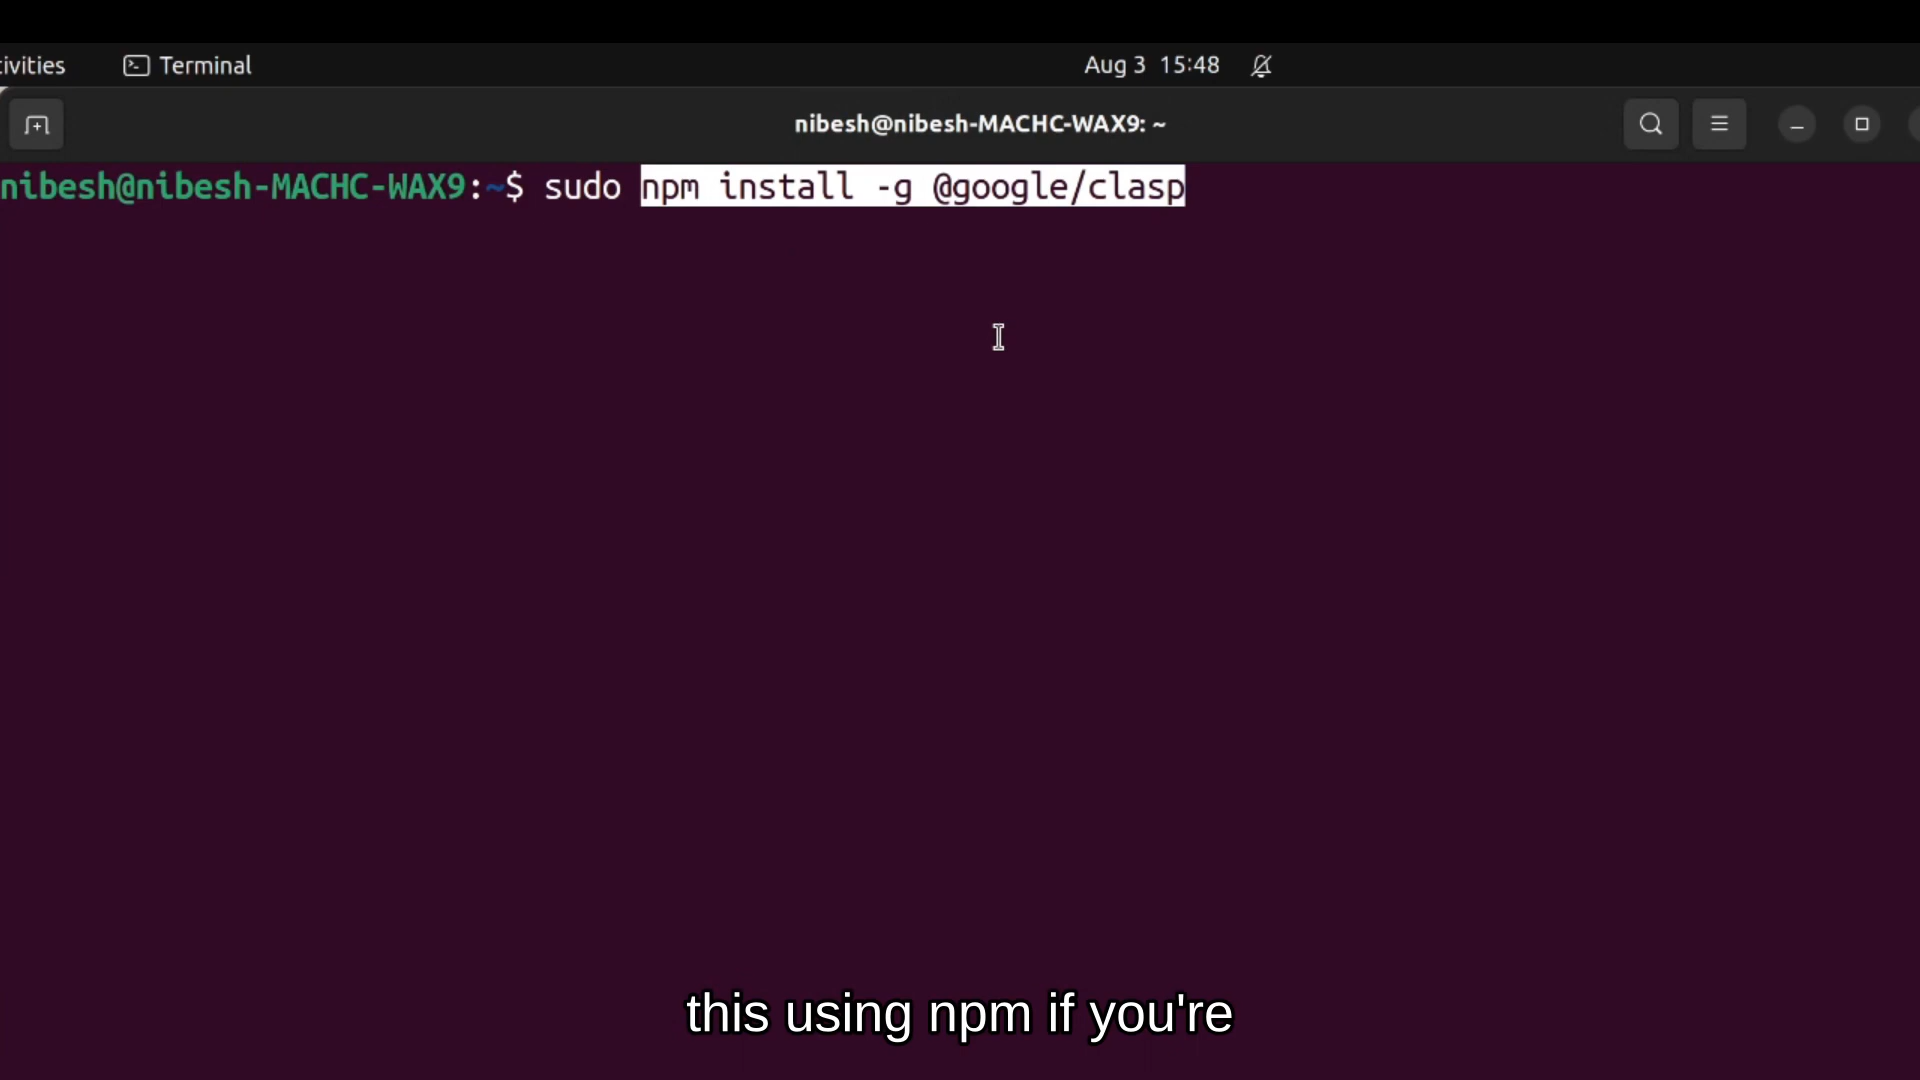 ivities
Terminal
Aug 3 15:48
nibesh@nibesh-MACHC-WAX9: ~
nibesh@nibesh-MACHC-WAX9:~$ sudo npm install -g @google/clasp
this using npm if you're